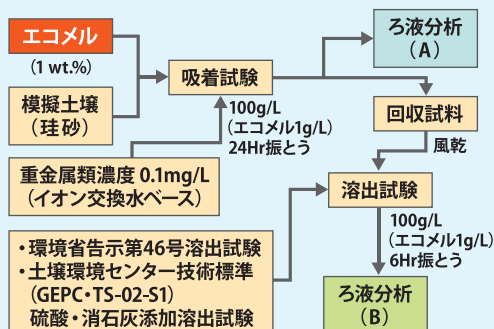 エコメル
(1 wt.%)
模擬土壌
(珪砂)
重金属類濃度 0.1mg/L
(イオン交換水ベース)
吸着試験
100g/L
(エコメル1g/L)
24Hr振とう
ろ液分析
(A)
回収試料
風乾
溶出試験
100g/L
(エコメル1g/L)
6Hr振とう
ろ液分析
(B)
・環境省告示第46号溶出試験
・土壌環境センター技術標準
(GEPC・TS-02-S1)
硫酸・消石灰添加溶出試験